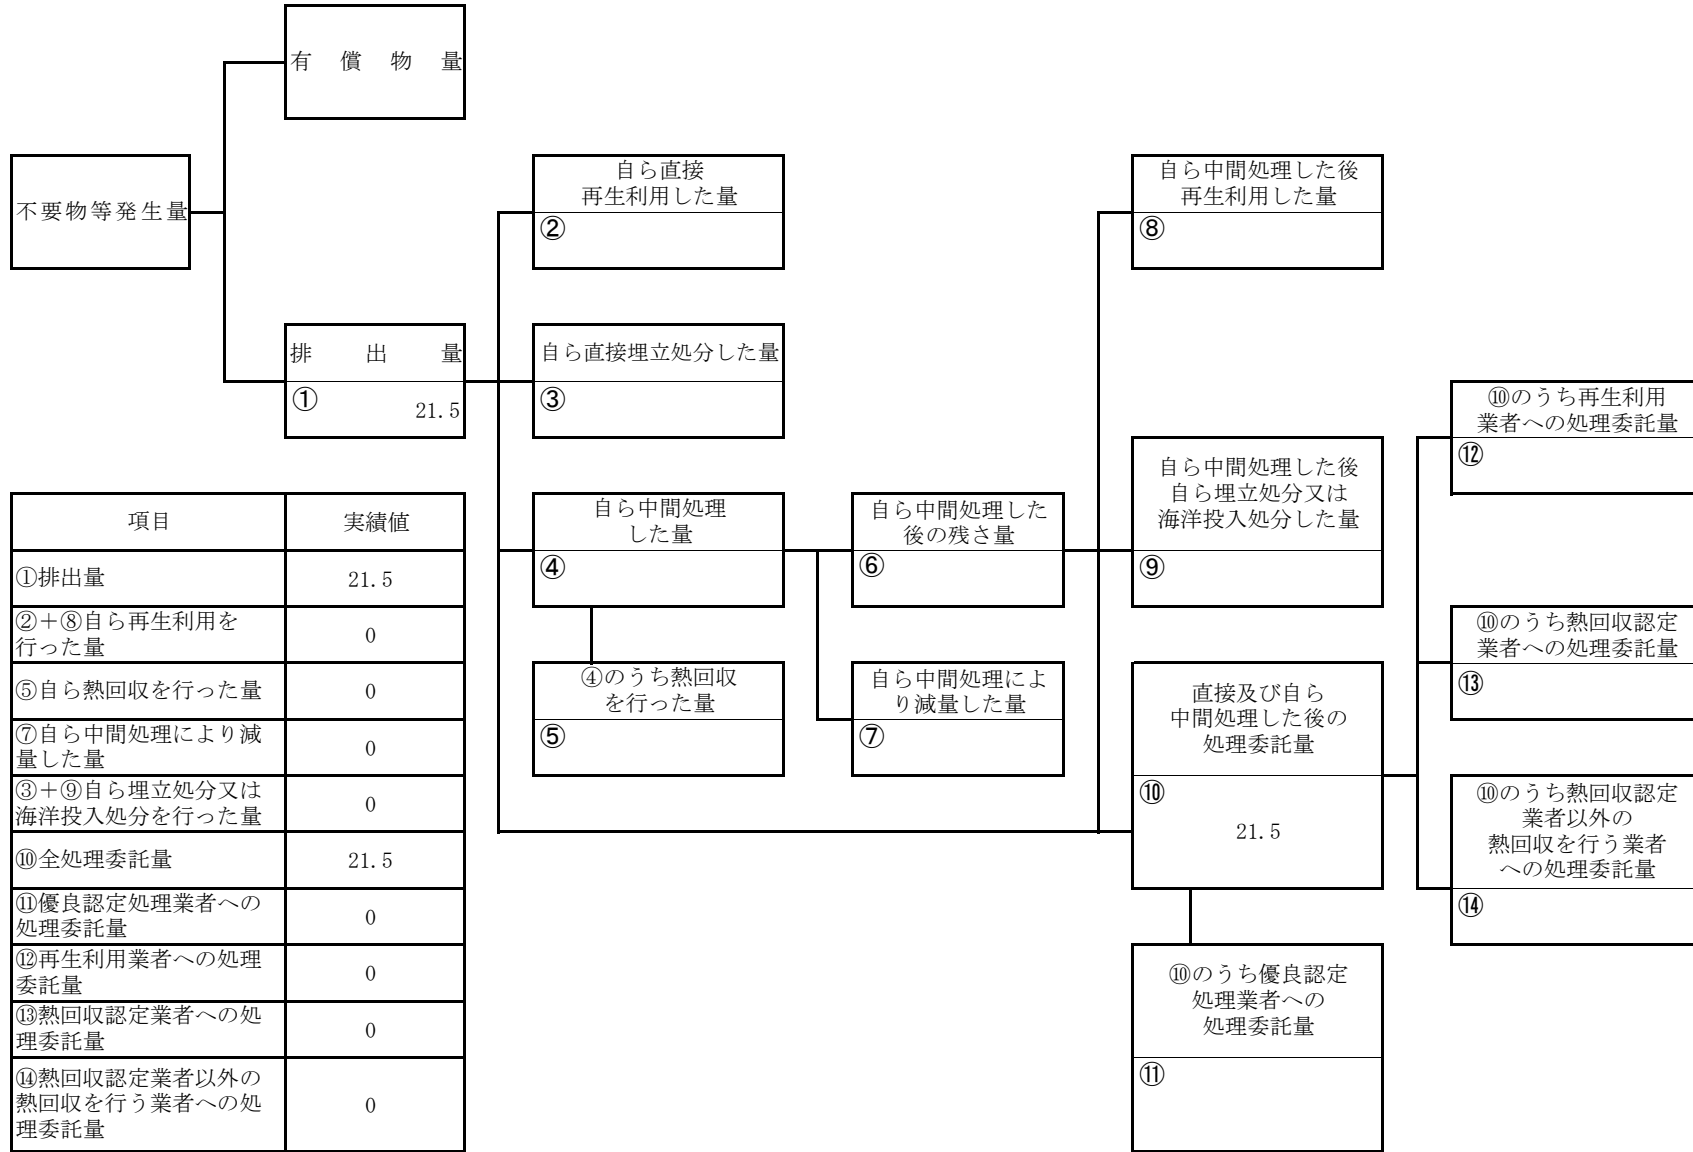 有償物量
不要物等発生量
自ら直接
再生利用した量
②
自ら中間処理した後
再生利用した量
⑧
排出量
①
21.5
自ら直接埋立処分した量
③
⑩のうち再生利用
業者への処理委託量
⑫
自ら中間処理した後
自ら埋立処分又は
海洋投入処分した量
⑨
自ら中間処理
した量
④
自ら中間処理した
後の残さ量
⑥
⑩のうち熱回収認定
業者への処理委託量
⑬
④のうち熱回収
を行った量
⑤
自ら中間処理によ
り減量した量
⑦
直接及び自ら
中間処理した後の
処理委託量
⑩
21.5
⑩のうち熱回収認定
業者以外の
熱回収を行う業者
への処理委託量
⑭
⑩のうち優良認定
処理業者への
処理委託量
⑪
項目 実績値
①排出量 21.5
②＋⑧自ら再生利用を
行った量 0
⑤自ら熱回収を行った量 0
⑦自ら中間処理により減
量した量 0
③＋⑨自ら埋立処分又は
海洋投入処分を行った量 0
⑩全処理委託量 21.5
⑪優良認定処理業者への
処理委託量 0
⑫再生利用業者への処理
委託量 0
⑬熱回収認定業者への処
理委託量 0
⑭熱回収認定業者以外の
熱回収を行う業者への処
理委託量 0